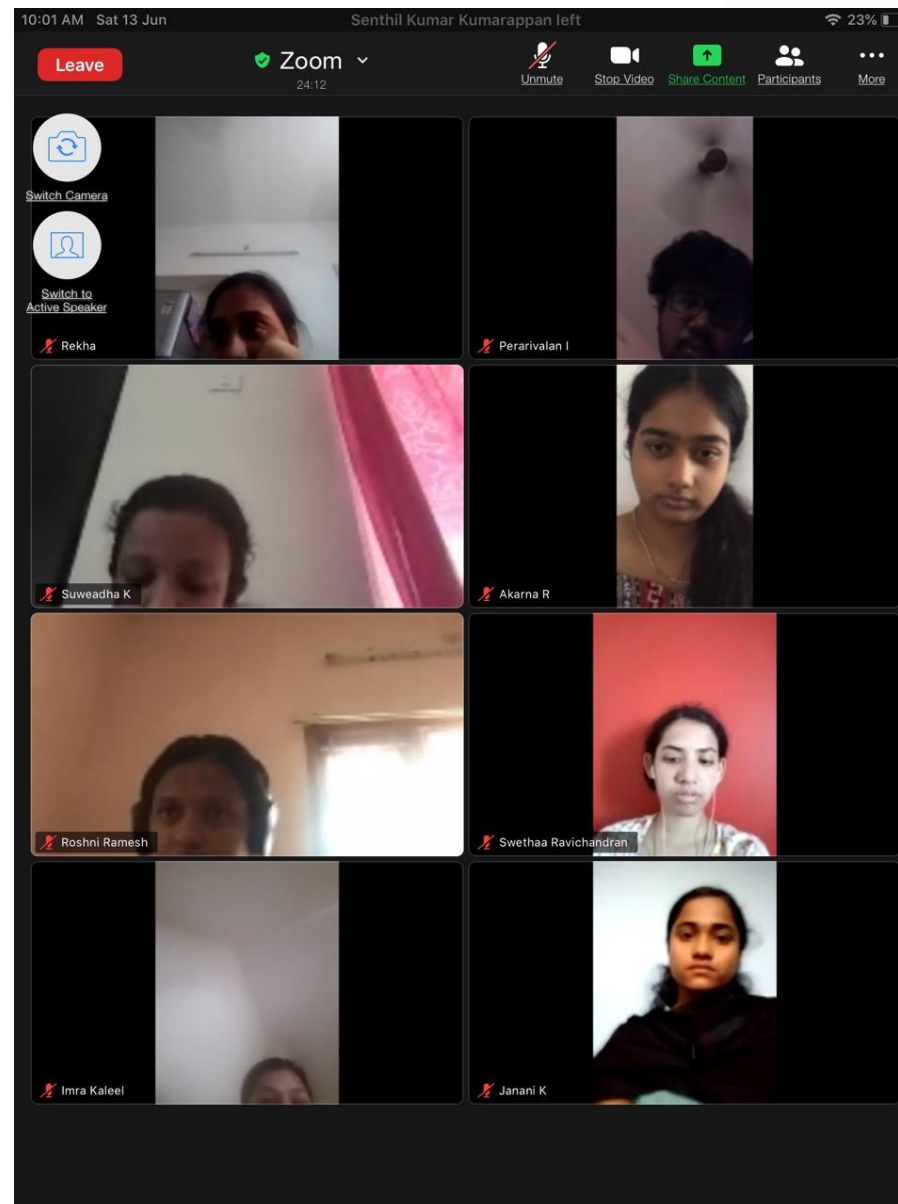 10:01 AM Sat 13 Jun
Senthil Kumar Kumarappan left
23%
Leave
Zoom
24:12
Unmute
Stop Video
Share Content
Participants
More
Switch Camera
Switch to
Active Speaker
Rekha
Perarivalan I
Suweadha K
Akarna R
Roshni Ramesh
Swethaa Ravichandran
Imra Kaleel
Janani K